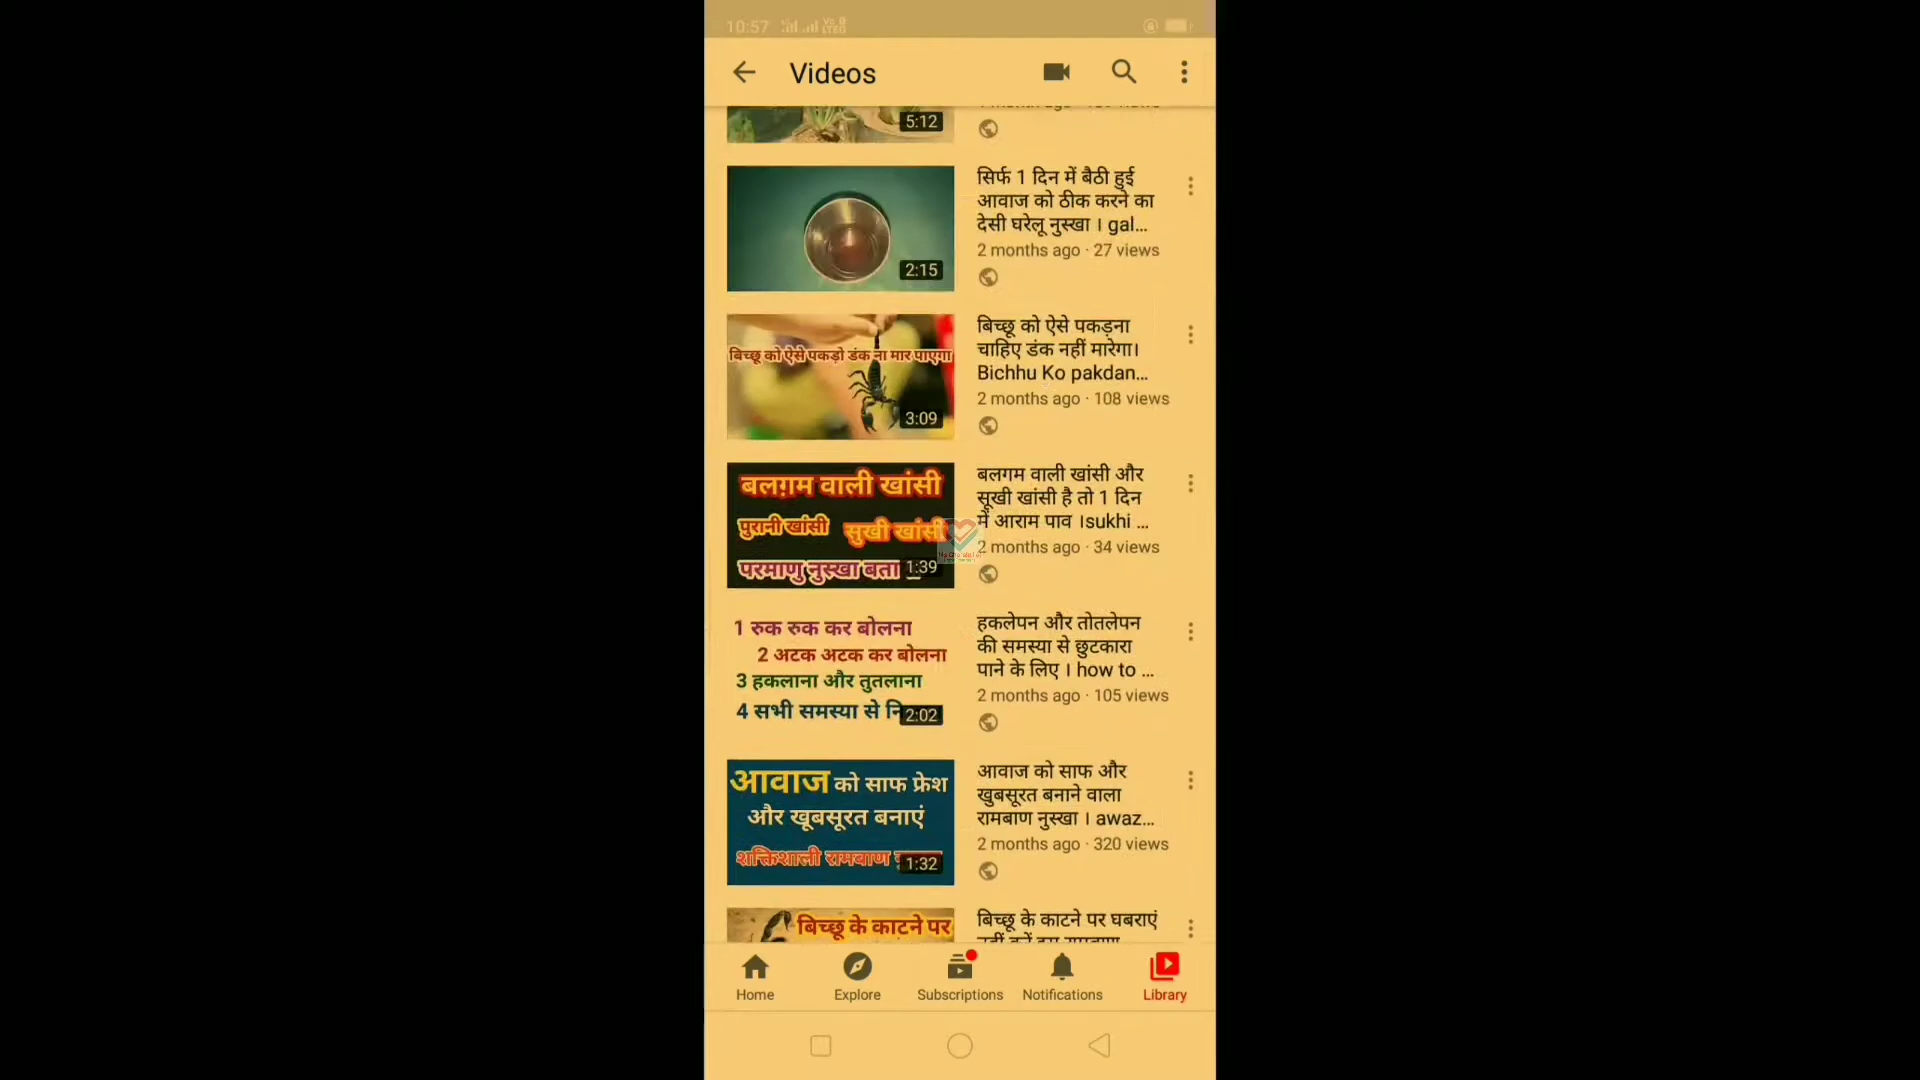 10:57
Videos
5:12
सिर्फ 1 दिन में बैठी हुई
आवाज को ठीक करने का
देसी घरेलू नुस्खा । gal...
2 months ago · 27 views
2:15
बिच्छू को ऐसे पकड़ो डंक ना मार पाएगा
3:09
बिच्छू को ऐसे पकड़ना
चाहिए डंक नहीं मारेगा।
Bichhu Ko pakdan...
2 months ago · 108 views
बलग़म वाली खांसी
पुरानी खांसी सुखी खांसी
परमाणु नुस्खा बता
1:39
बलगम वाली खांसी और
सूखी खांसी है तो 1 दिन
में आराम पाव ।sukhi ...
2 months ago · 34 views
1 रुक रुक कर बोलना
2 अटक अटक कर बोलना
3 हकलाना और तुतलाना
4 सभी समस्या से नि
2:02
हकलेपन और तोतलेपन
की समस्या से छुटकारा
पाने के लिए । how to ...
2 months ago · 105 views
आवाज को साफ फ्रेश
और खूबसूरत बनाएं
शक्तिशाली रामबाण
1:32
आवाज को साफ और
खुबसूरत बनाने वाला
रामबाण नुस्खा । awaz...
2 months ago · 320 views
बिच्छू के काटने पर
बिच्छू के काटने पर घबराएं
Home Explore Subscriptions Notifications Library